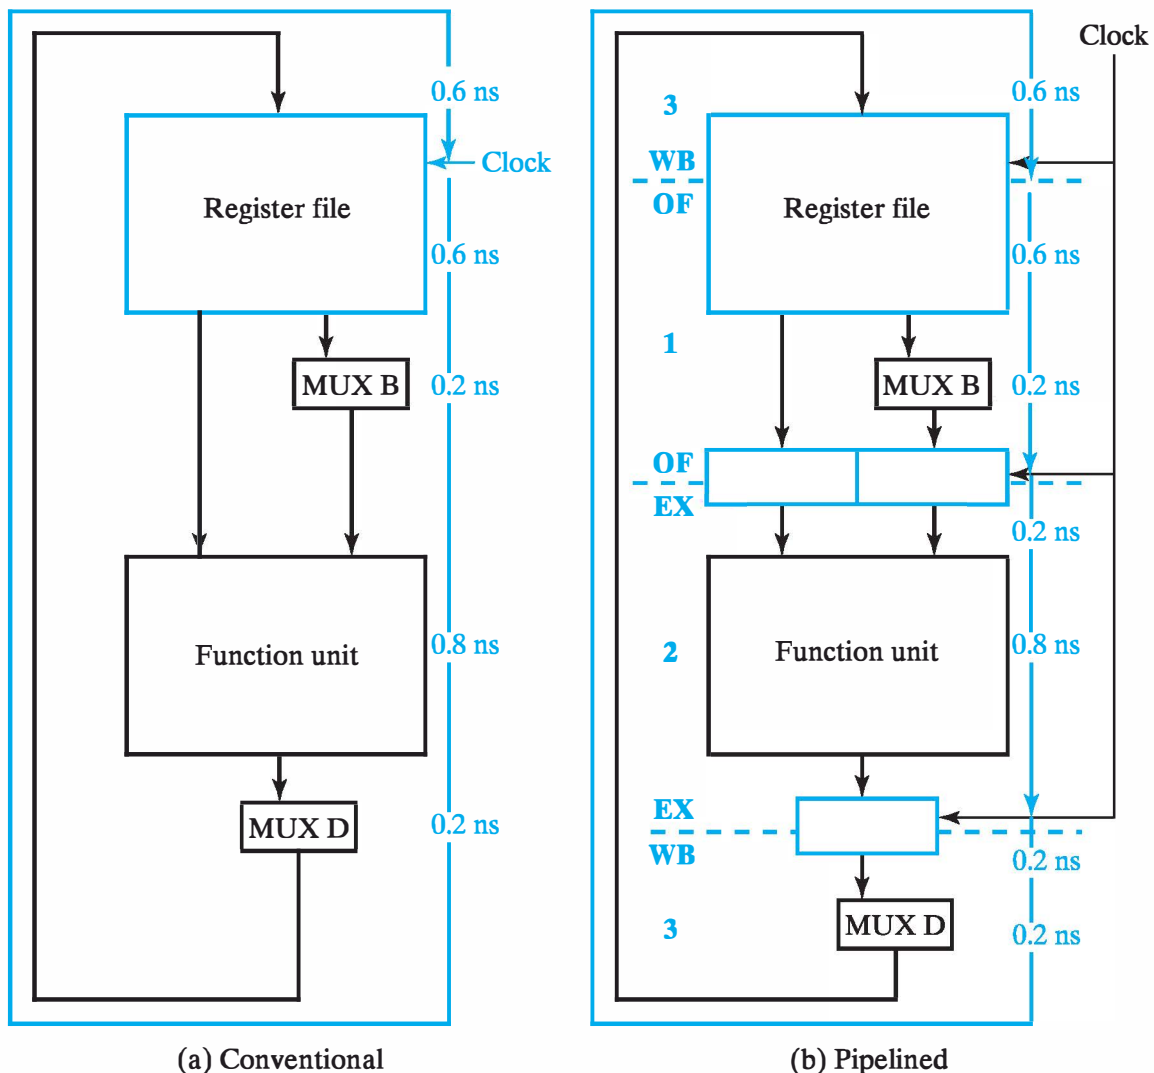 0.6 ns
Clock
Register file
0.6 ns
MUX B
0.2 ns
Function unit
0.8 ns
MUX D
0.2 ns
(a) Conventional
Clock
3
0.6 ns
WB
OF
Register file
0.6 ns
1
MUX B
0.2 ns
OF
EX
0.2 ns
2
Function unit
0.8 ns
EX
WB
0.2 ns
3
MUX D
0.2 ns
(b) Pipelined